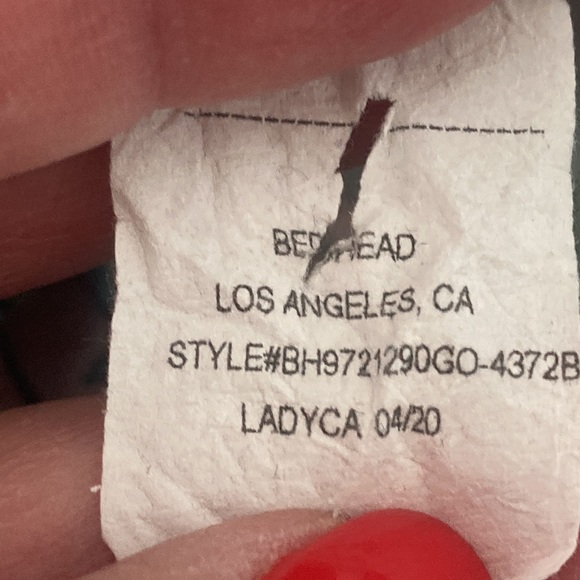 BEDHEAD
LOS ANGELES, CA
STYLE#BH9721290GO-4372B
LADYCA 04/20